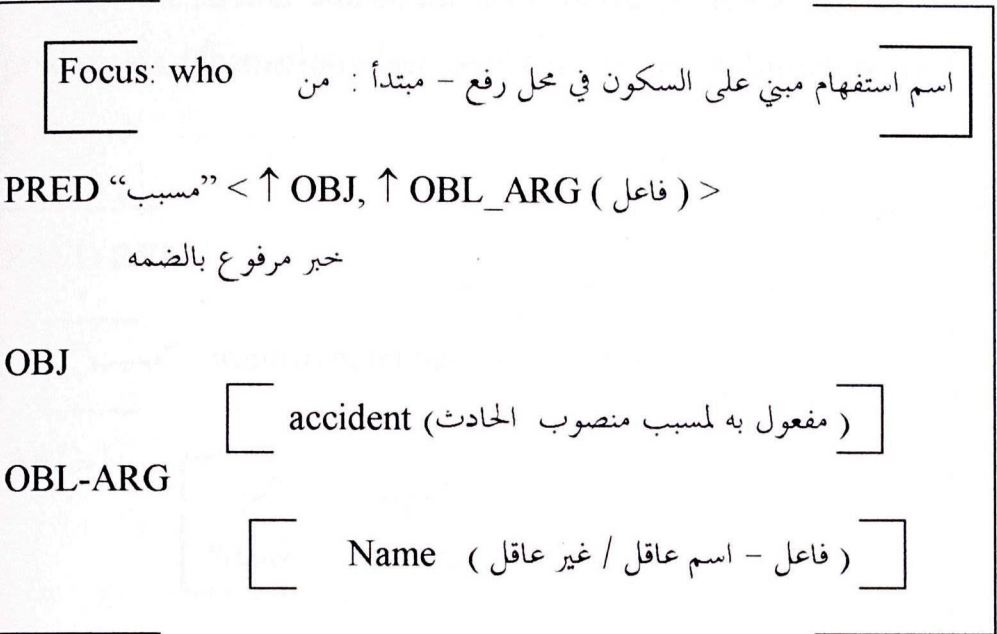 Focus: who اسم استفهام مبني على السكون في محل رفع – مبتدأ : من
PRED “مسبب” < ↑ OBJ, ↑ OBL_ARG ( فاعل ) >
خبر مرفوع بالضمه
OBJ
accident (مفعول به لمسبب منصوب الحادث )
OBL-ARG
Name ( فاعل – اسم عاقل / غير عاقل )